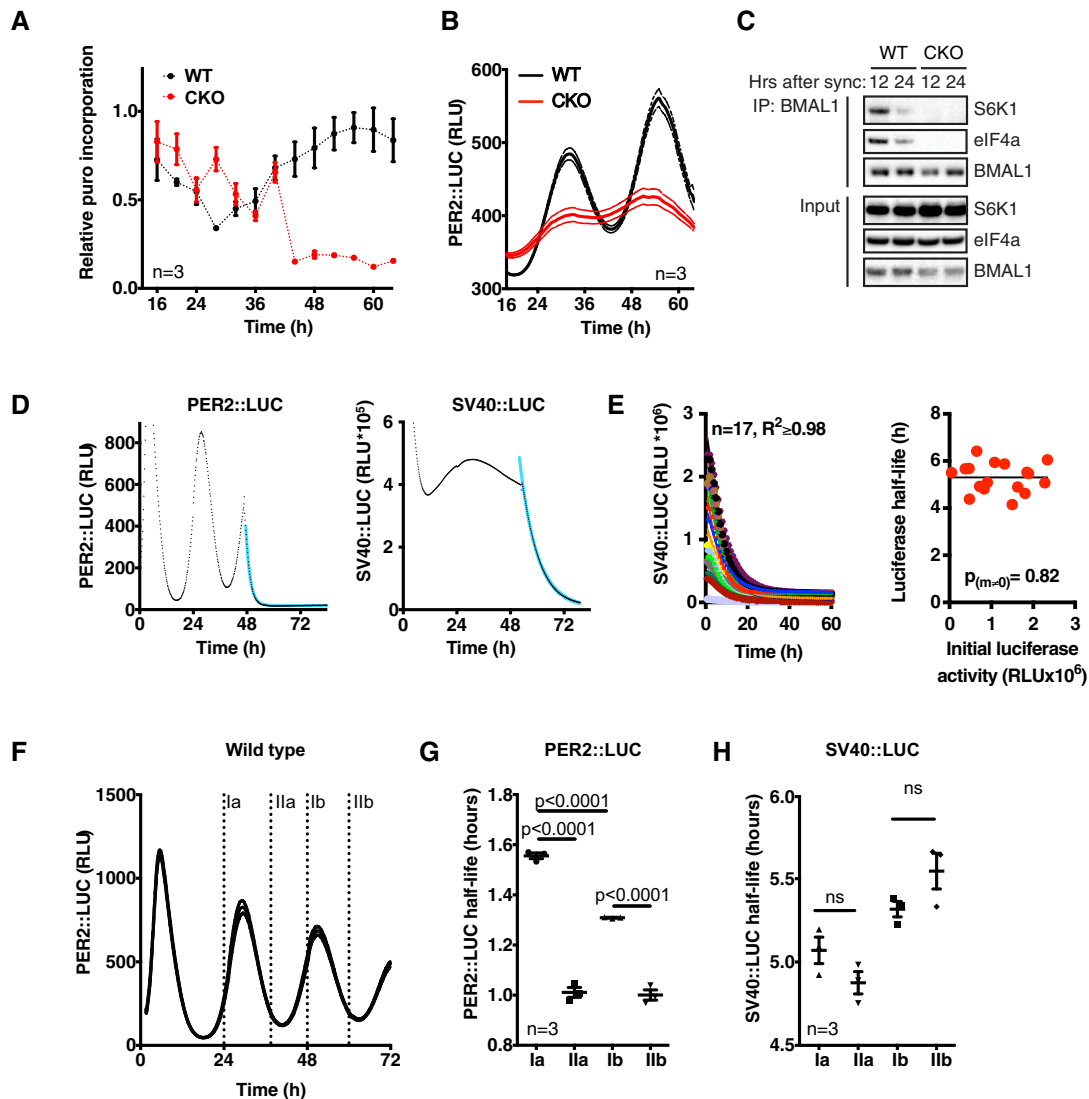 A
WT
CKO
Relative puro incorporation
1.0
0.5
0.0
n=3
16 24 36 48 60
Time (h)
B
WT
CKO
PER2::LUC (RLU)
600
500
400
300
n=3
16 24 36 48 60
Time (h)
C
WT CKO
Hrs after sync: 12 24 12 24
IP: BMAL1
S6K1
eIF4a
BMAL1
Input
S6K1
eIF4a
BMAL1
D
PER2::LUC
PER2::LUC (RLU)
800
600
400
200
0
0 24 48 72
Time (h)
SV40::LUC
SV40::LUC (RLU*10⁵)
6
4
2
0
0 24 48 72
Time (h)
E
n=17, R²≥0.98
SV40::LUC (RLU *10⁶)
3
2
1
0
0 20 40 60
Time (h)
Luciferase half-life (h)
8
6
4
2
0
p(m≠0)= 0.82
0 1 2 3
Initial luciferase
activity (RLUx10⁶)
F
Wild type
PER2::LUC (RLU)
1500
1000
500
0
Ia IIa Ib IIb
0 24 48 72
Time (h)
G
PER2::LUC
PER2::LUC half-life (hours)
1.8
1.6
1.4
1.2
1.0
0.8
p<0.0001
p<0.0001
p<0.0001
n=3
Ia IIa Ib IIb
H
SV40::LUC
SV40::LUC half-life (hours)
6.0
5.5
5.0
4.5
ns
ns
n=3
Ia IIa Ib IIb